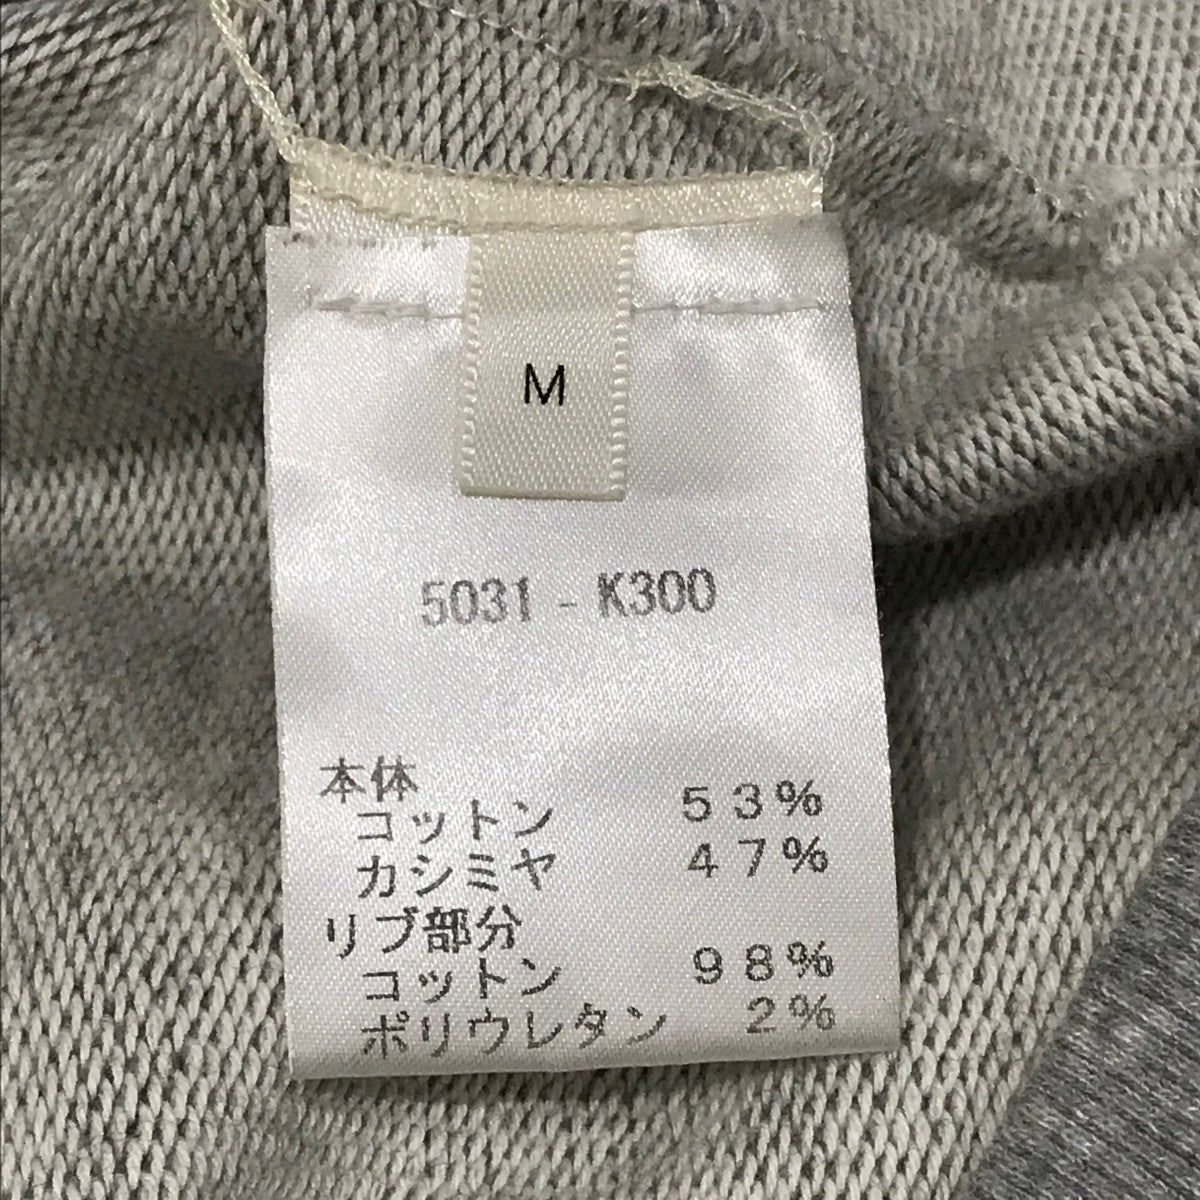 M
5031 - K300
本体
コットン 53%
カシミヤ 47%
リブ部分
コットン 98%
ポリウレタン 2%